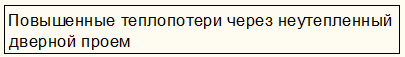 Повышенные теплопотери через неутепленный
дверной проем